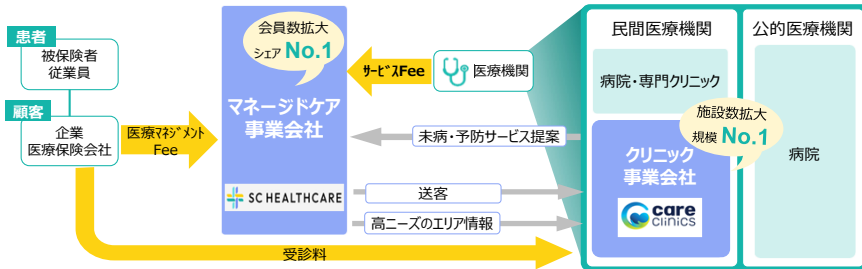 患者
被保険者
従業員
顧客
企業
医療保険会社
医療マネジメント
Fee
会員数拡大
シェア No.1
マネージドケア
事業会社
SC HEALTHCARE
サービスFee
医療機関
未病・予防サービス提案
送客
高ニーズのエリア情報
受診料
民間医療機関
病院・専門クリニック
施設数拡大
規模 No.1
クリニック
事業会社
care
clinics
公的医療機関
病院